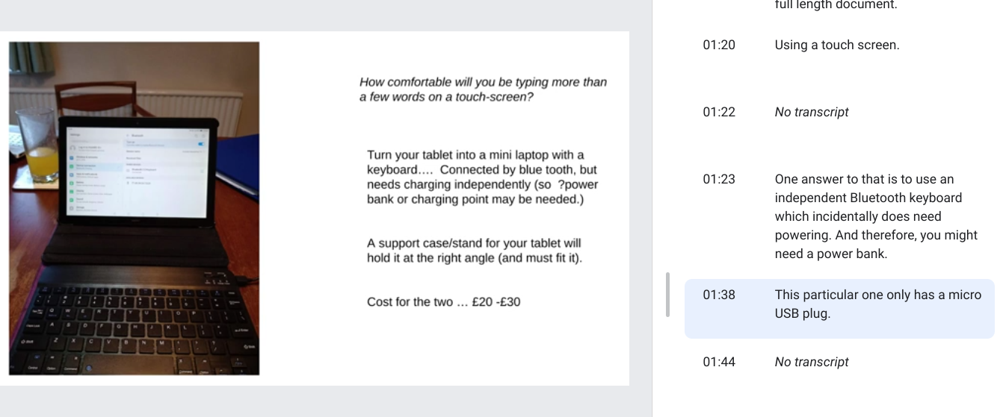 How comfortable will you be typing more than
a few words on a touch-screen?
Turn your tablet into a mini laptop with a
keyboard.... Connected by blue tooth, but
needs charging independently (so ?power
bank or charging point may be needed.)
A support case/stand for your tablet will
hold it at the right angle (and must fit it).
Cost for the two ... £20 -£30
full length document.
01:20 Using a touch screen.
01:22 No transcript
01:23 One answer to that is to use an
independent Bluetooth keyboard
which incidentally does need
powering. And therefore, you might
need a power bank.
01:38 This particular one only has a micro
USB plug.
01:44 No transcript